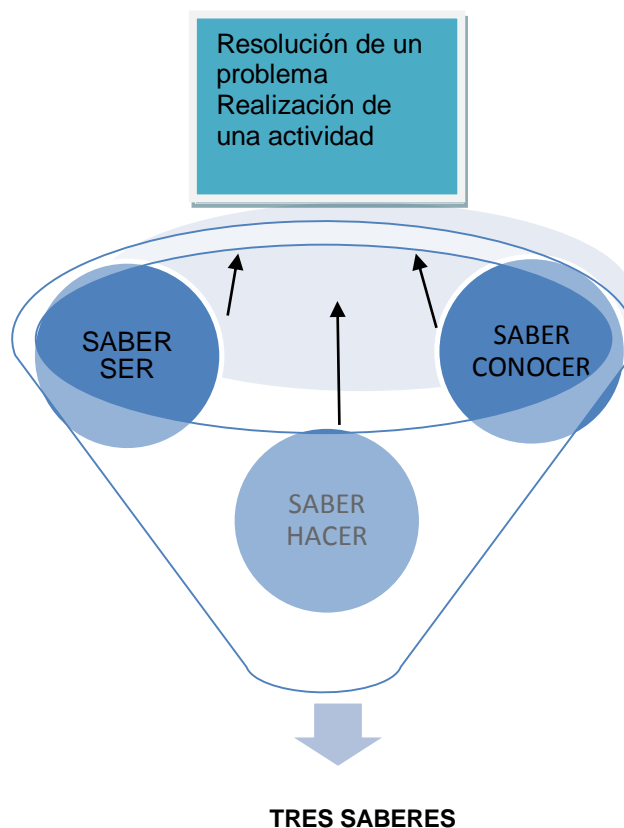 Resolución de un
problema
Realización de
una actividad
SABER
SER
SABER
CONOCER
SABER
HACER
TRES SABERES